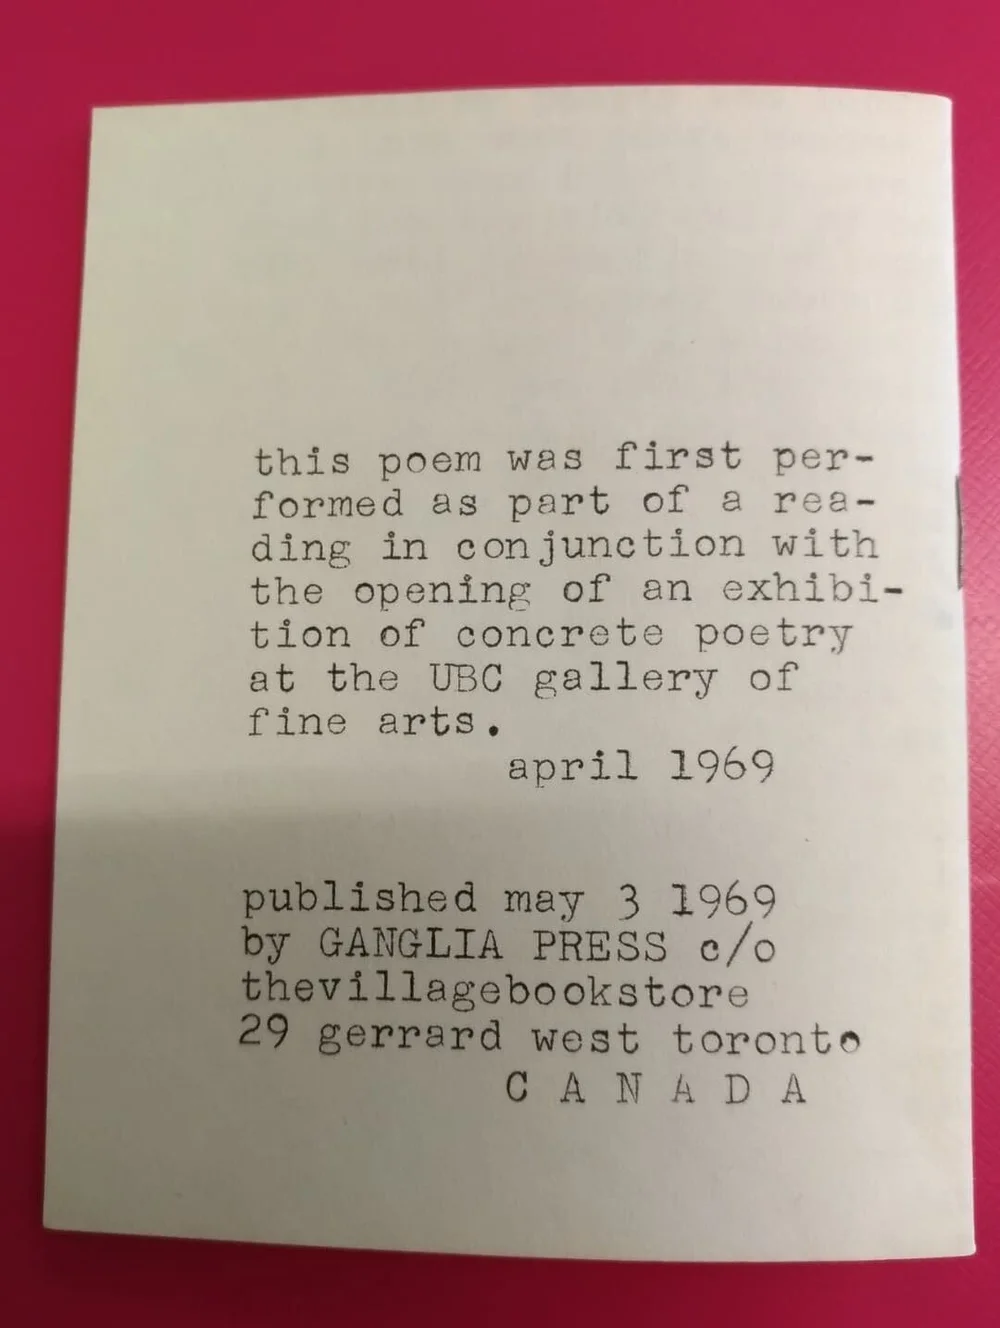 this poem was first per-
formed as part of a rea-
ding in conjunction with
the opening of an exhibi-
tion of concrete poetry
at the UBC gallery of
fine arts.
april 1969
published may 3 1969
by GANGLIA PRESS c/o
thevillagebookstore
29 gerrard west toronto
C A N A D A